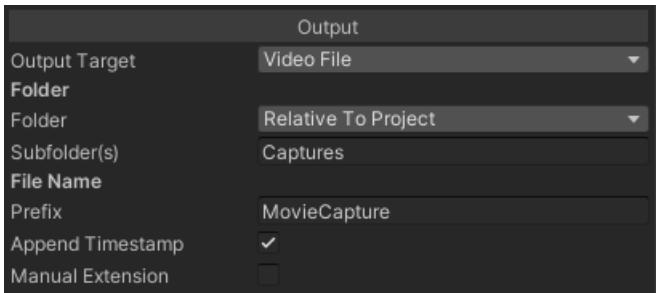 Output
Output Target Video File
Folder
Folder Relative To Project
Subfolder(s) Captures
File Name
Prefix MovieCapture
Append Timestamp
Manual Extension